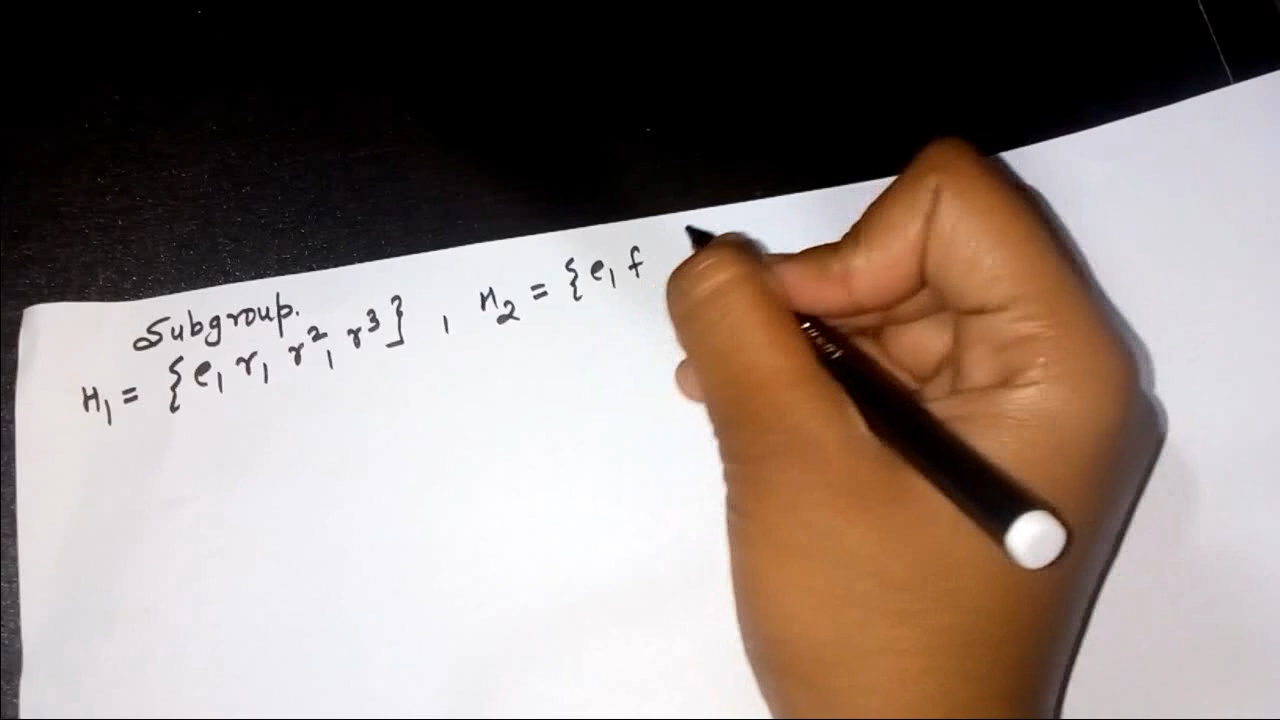 Subgroup.
H₁ = {e, r, r², r³} , H₂ = {e, f